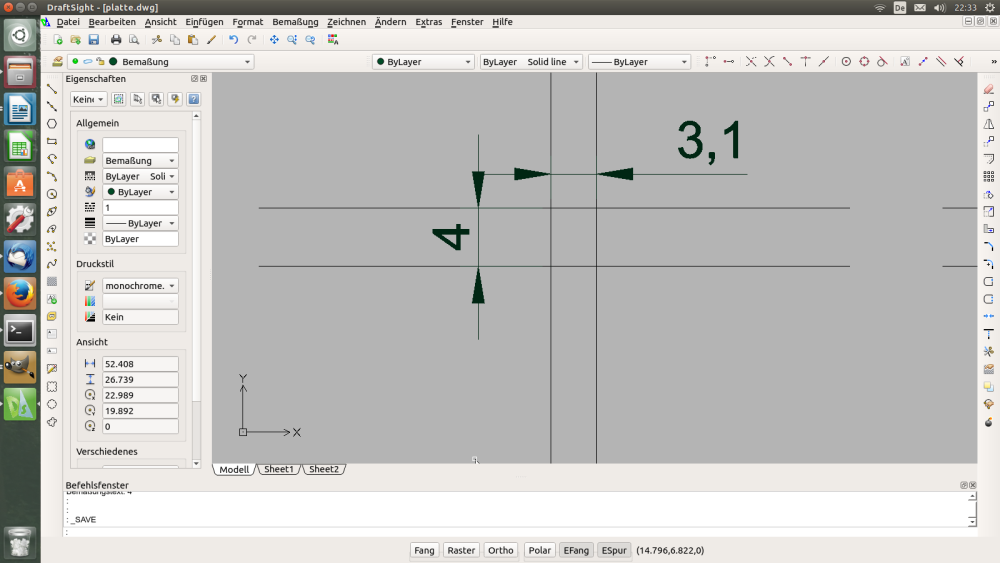 DraftSight - [platte.dwg]
De
22:33
Datei Bearbeiten Ansicht Einfügen Format Bemaßung Zeichnen Ändern Extras Fenster Hilfe
Bemaßung
ByLayer
ByLayer Solid line
ByLayer
Eigenschaften
Keine
Allgemein
Bemaßung
ByLayer Soli
ByLayer
1
ByLayer
ByLayer
Druckstil
monochrome.
Kein
Ansicht
52.408
26.739
22.989
19.892
0
Verschiedenes
3,1
4
Y
X
Modell Sheet1 Sheet2
Befehlsfenster
Bemaßungstext: 4
:
:
: _SAVE
:
Fang Raster Ortho Polar EFang ESpur (14.796,6.822,0)